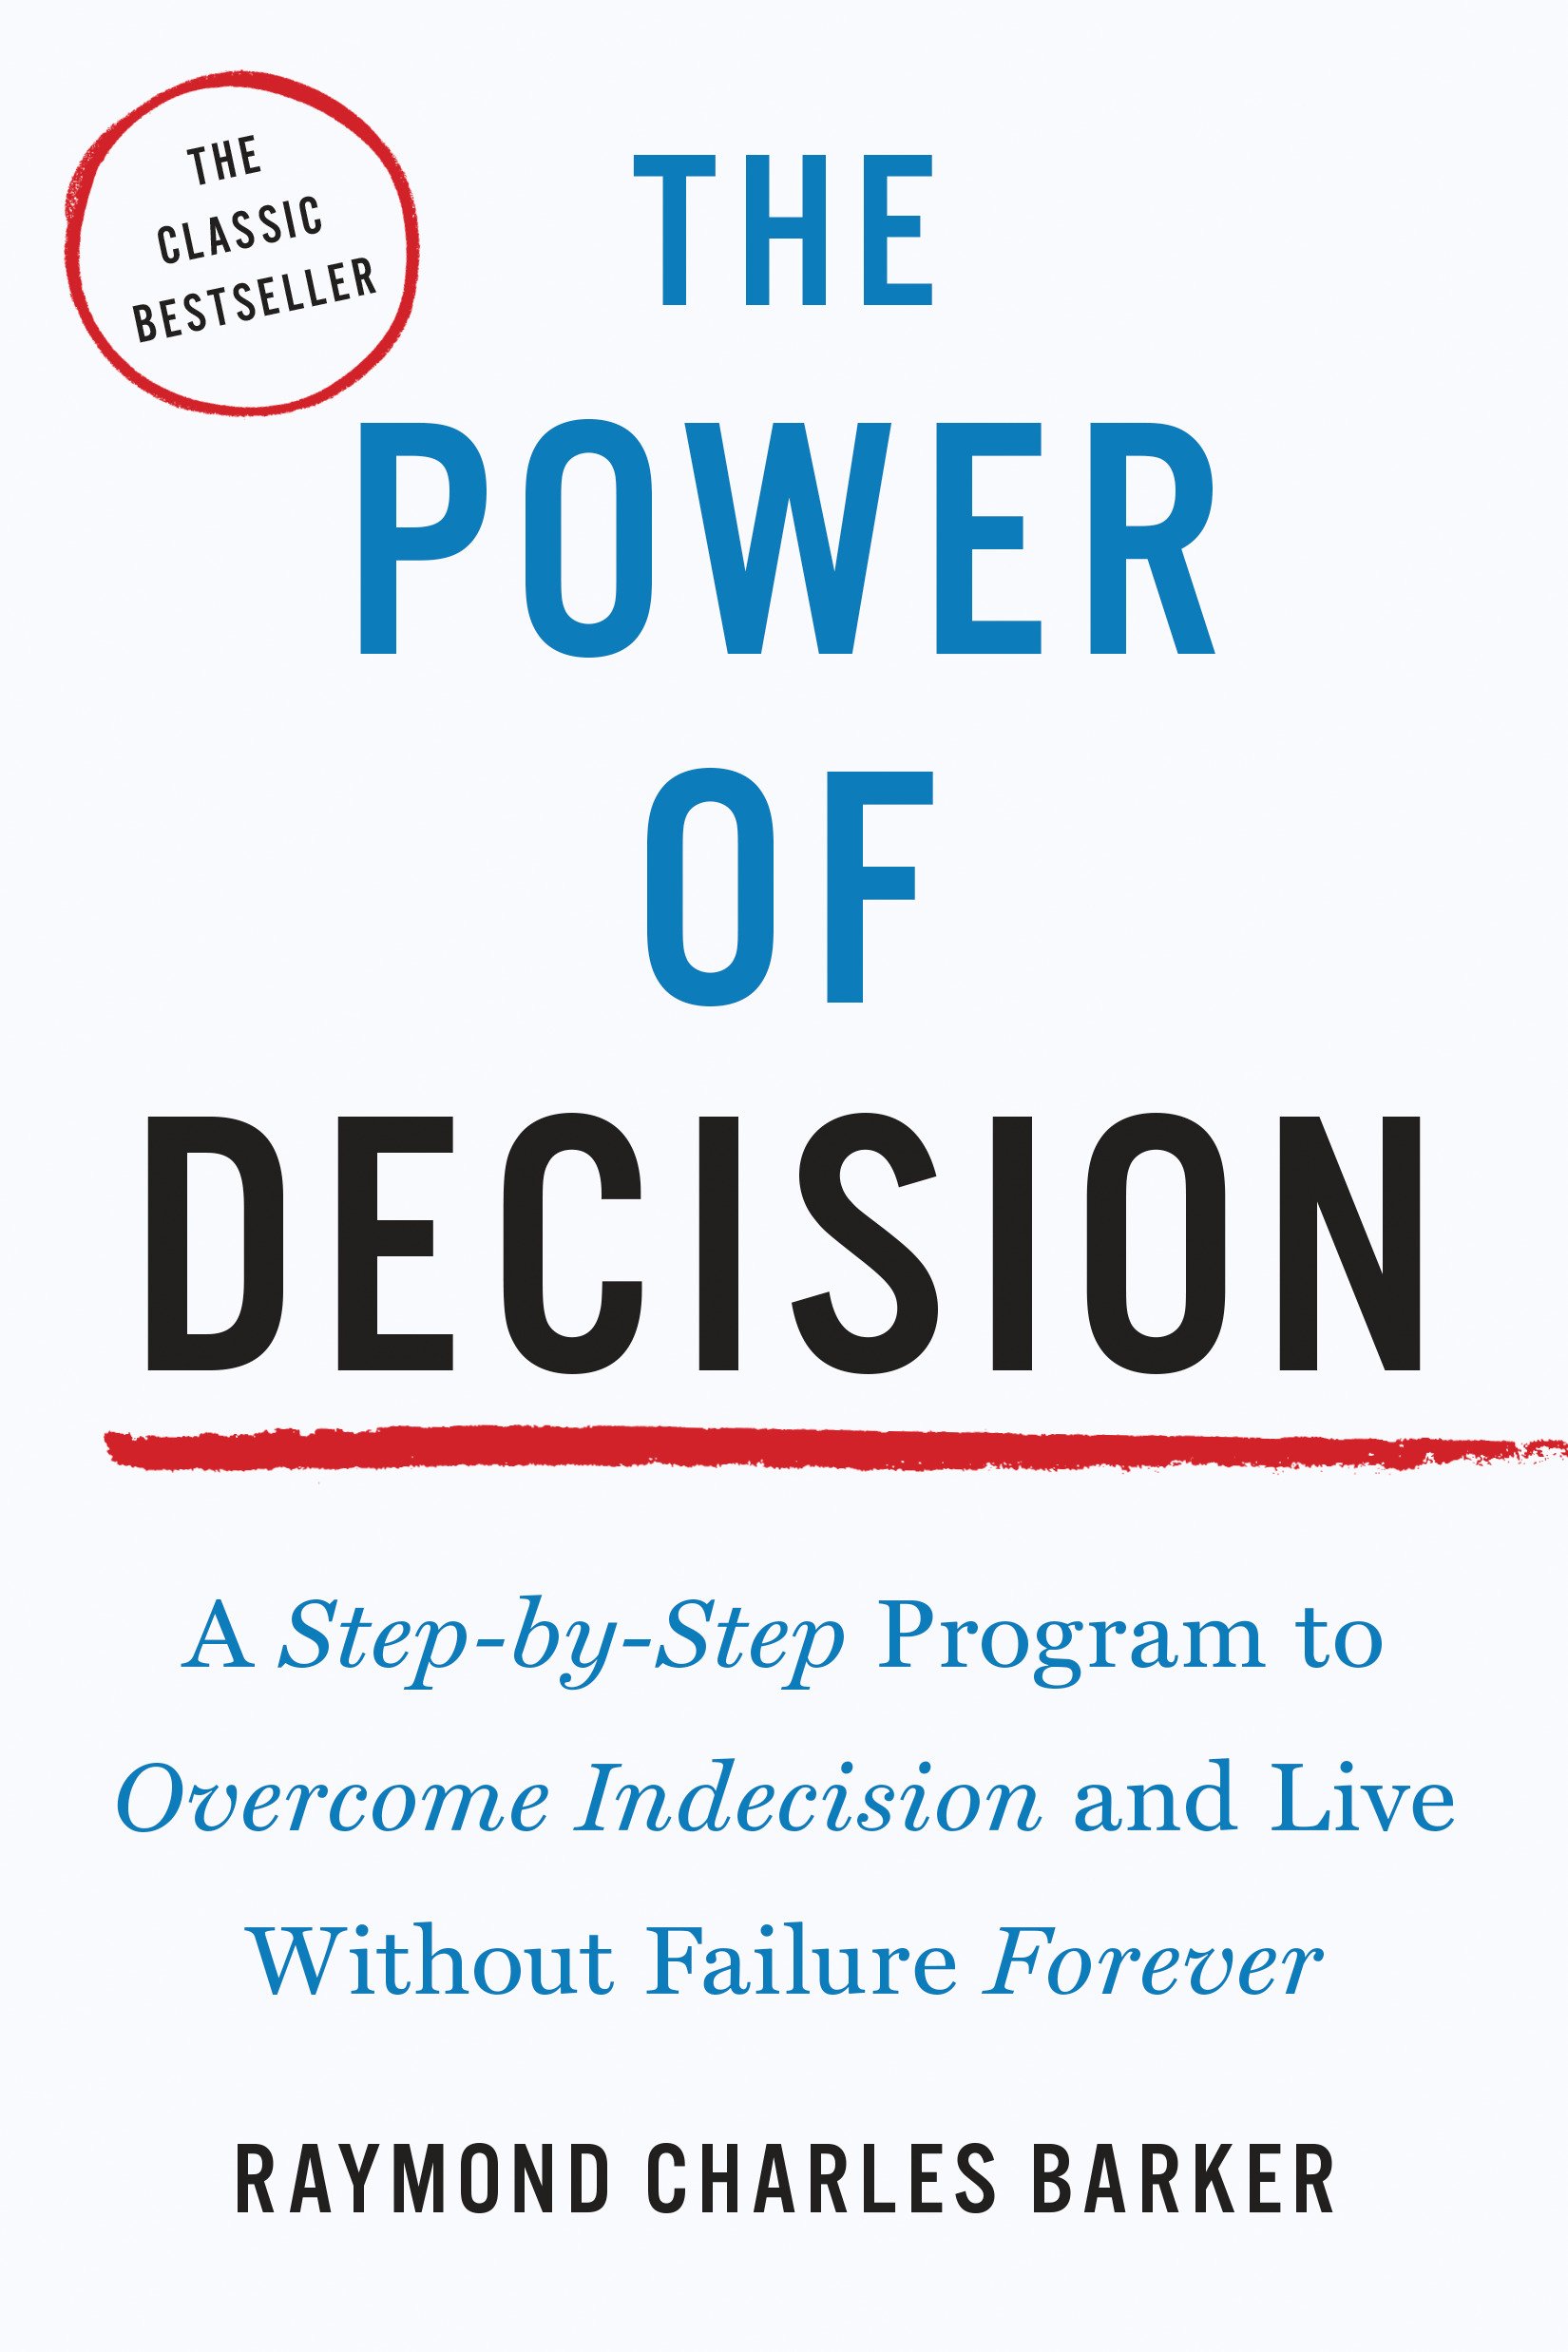 THE
CLASSIC
BESTSELLER
THE
POWER
OF
DECISION
A Step-by-Step Program to
Overcome Indecision and Live
Without Failure Forever
RAYMOND CHARLES BARKER